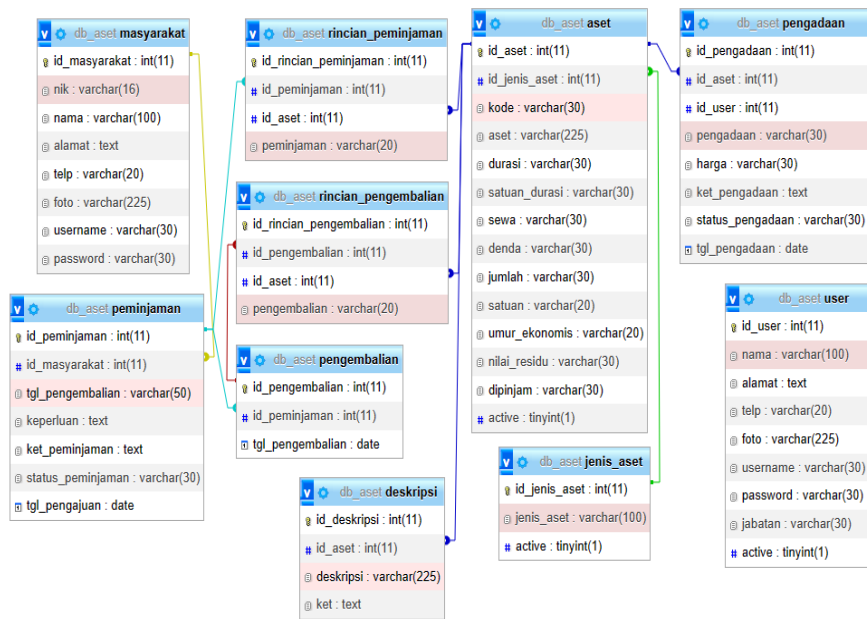 db_aset masyarakat
id_masyarakat : int(11)
nik : varchar(16)
nama : varchar(100)
alamat : text
telp : varchar(20)
foto : varchar(225)
username : varchar(30)
password : varchar(30)
db_aset peminjaman
id_peminjaman : int(11)
id_masyarakat : int(11)
tgl_pengembalian : varchar(50)
keperluan : text
ket_peminjaman : text
status_peminjaman : varchar(30)
tgl_pengajuan : date
db_aset rincian_peminjaman
id_rincian_peminjaman : int(11)
id_peminjaman : int(11)
id_aset : int(11)
peminjaman : varchar(20)
db_aset rincian_pengembalian
id_rincian_pengembalian : int(11)
id_pengembalian : int(11)
id_aset : int(11)
pengembalian : varchar(20)
db_aset pengembalian
id_pengembalian : int(11)
id_peminjaman : int(11)
tgl_pengembalian : date
db_aset deskripsi
id_deskripsi : int(11)
id_aset : int(11)
deskripsi : varchar(225)
ket : text
db_aset aset
id_aset : int(11)
id_jenis_aset : int(11)
kode : varchar(30)
aset : varchar(225)
durasi : varchar(30)
satuan_durasi : varchar(30)
sewa : varchar(30)
denda : varchar(30)
jumlah : varchar(30)
satuan : varchar(20)
umur_ekonomis : varchar(20)
nilai_residu : varchar(30)
dipinjam : varchar(30)
active : tinyint(1)
db_aset jenis_aset
id_jenis_aset : int(11)
jenis_aset : varchar(100)
active : tinyint(1)
db_aset pengadaan
id_pengadaan : int(11)
id_aset : int(11)
id_user : int(11)
pengadaan : varchar(30)
harga : varchar(30)
ket_pengadaan : text
status_pengadaan : varchar(30)
tgl_pengadaan : date
db_aset user
id_user : int(11)
nama : varchar(100)
alamat : text
telp : varchar(20)
foto : varchar(225)
username : varchar(30)
password : varchar(30)
jabatan : varchar(30)
active : tinyint(1)